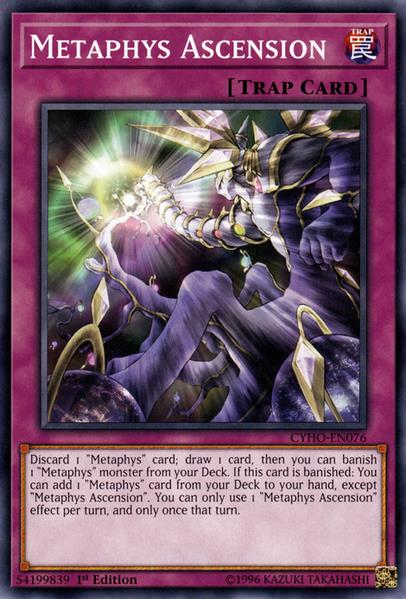 METAPHYS ASCENSION
TRAP
罠
[TRAP CARD]
CYHO-EN076
Discard 1 "Metaphys" card; draw 1 card, then you can banish
1 "Metaphys" monster from your Deck. If this card is banished: You
can add 1 "Metaphys" card from your Deck to your hand, except
"Metaphys Ascension". You can only use 1 "Metaphys Ascension"
effect per turn, and only once that turn.
54199839 1st Edition ©1996 KAZUKI TAKAHASHI